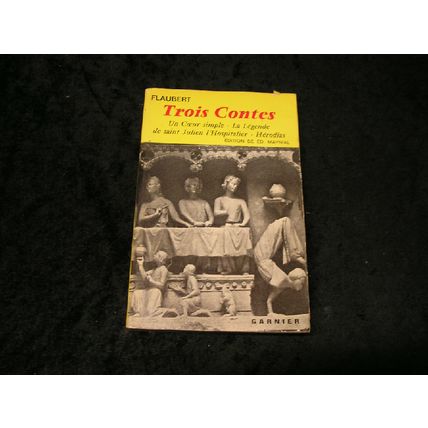 FLAUBERT
Trois Contes
Un Cœur simple - La Légende
de saint Julien l'Hospitalier - Hérodias
ÉDITION DE ÉD. MAYNIAL
GARNIER